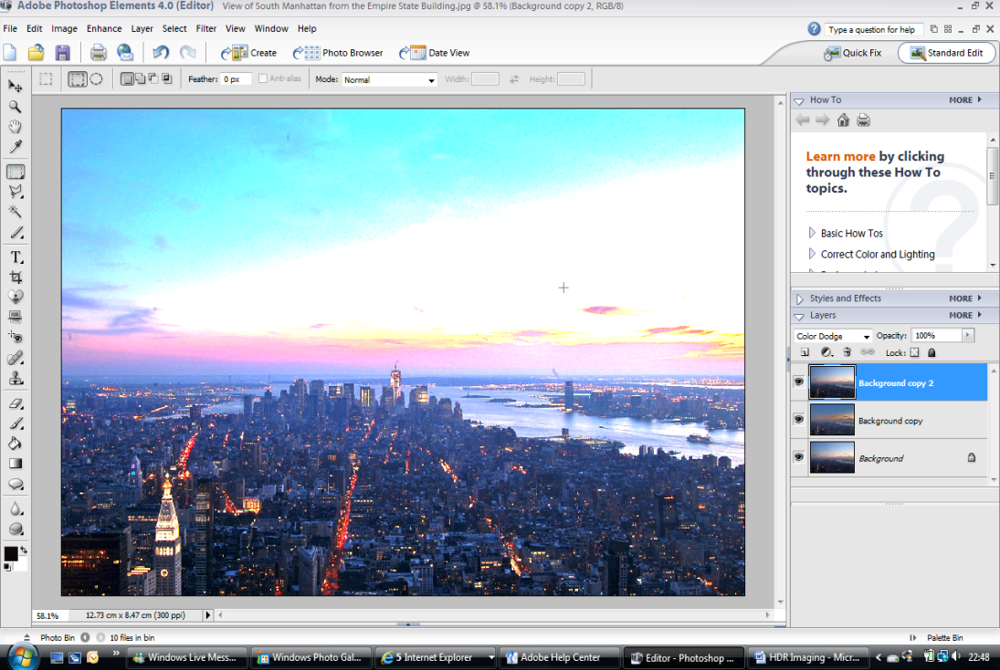 Adobe Photoshop Elements 4.0 (Editor) View of South Manhattan from the Empire State Building.jpg @ 58.1% (Background copy 2, RGB/8)
File Edit Image Enhance Layer Select Filter View Window Help
Type a question for help
Create Photo Browser Date View
Quick Fix Standard Edit
Feather: 0 px Anti-alias Mode: Normal Width: Height:
How To MORE
Learn more by clicking
through these How To
topics.
Basic How Tos
Correct Color and Lighting
Styles and Effects MORE
Layers MORE
Color Dodge Opacity: 100%
Lock:
Background copy 2
Background copy
Background
58.1% 12.73 cm x 8.47 cm (300 ppi)
Photo Bin 10 files in bin Palette Bin
Windows Live Mess... Windows Photo Gal... 5 Internet Explorer Adobe Help Center Editor - Photoshop ... HDR Imaging - Micr... 22:48